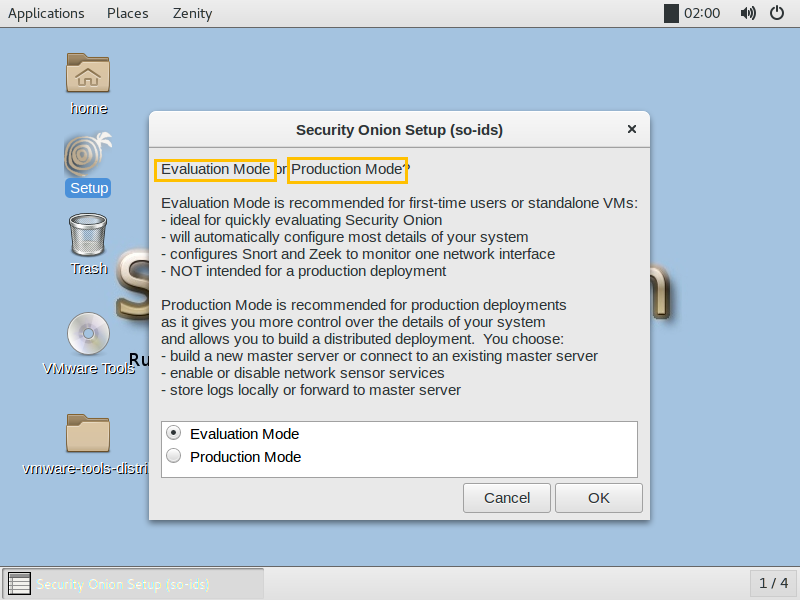 Applications Places Zenity 02:00
home
Setup
Trash
VMware Tools
vmware-tools-distri
Ru
Security Onion Setup (so-ids)
Evaluation Mode or Production Mode?
Evaluation Mode is recommended for first-time users or standalone VMs:
- ideal for quickly evaluating Security Onion
- will automatically configure most details of your system
- configures Snort and Zeek to monitor one network interface
- NOT intended for a production deployment
Production Mode is recommended for production deployments
as it gives you more control over the details of your system
and allows you to build a distributed deployment.  You choose:
- build a new master server or connect to an existing master server
- enable or disable network sensor services
- store logs locally or forward to master server
Evaluation Mode
Production Mode
Cancel OK
Security Onion Setup (so-ids) 1 / 4